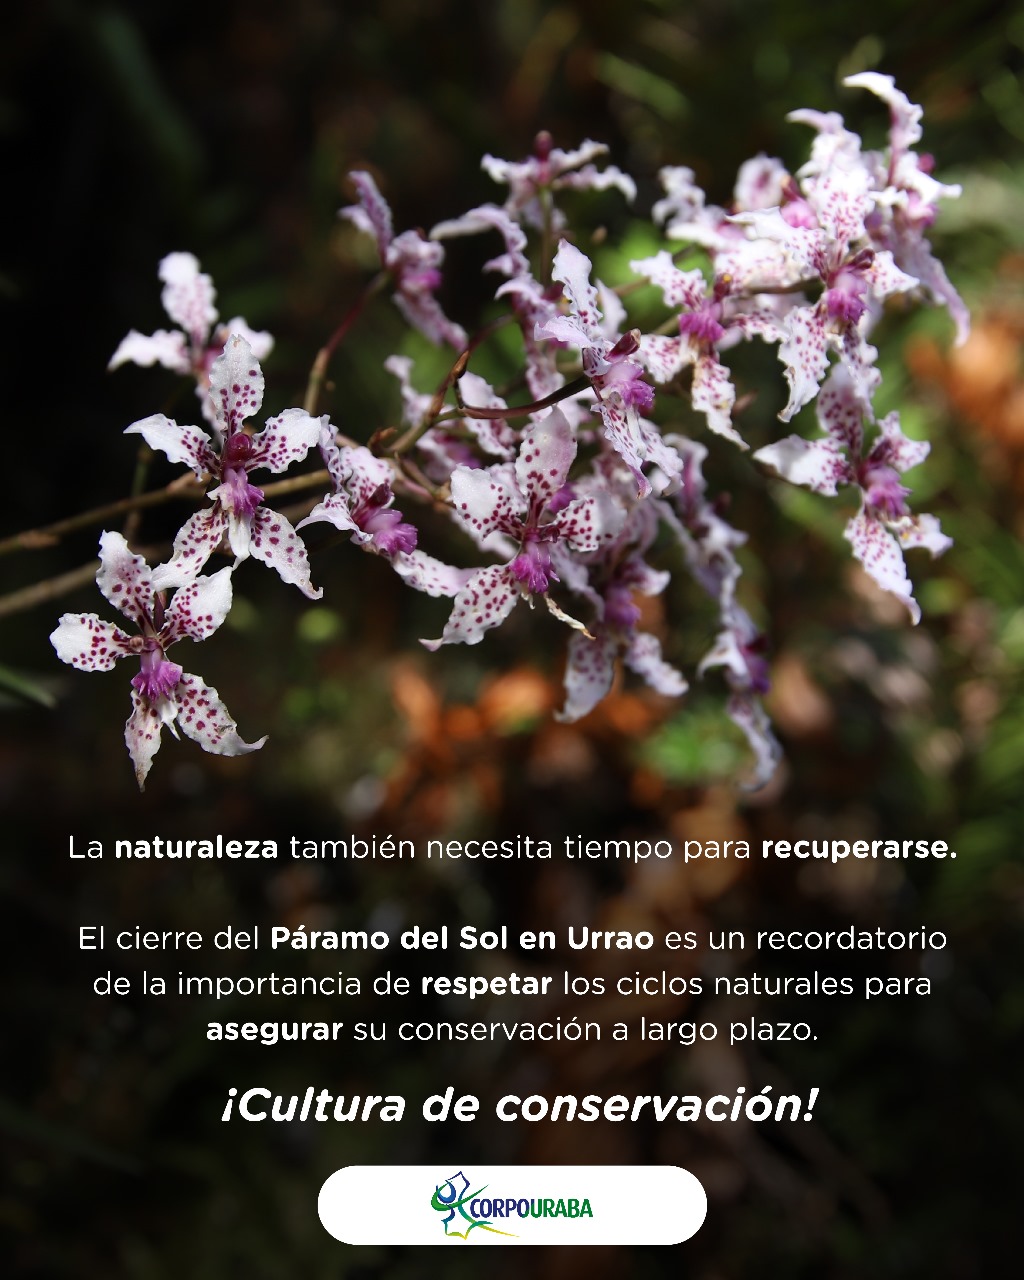 La naturaleza también necesita tiempo para recuperarse.
El cierre del Páramo del Sol en Urrao es un recordatorio
de la importancia de respetar los ciclos naturales para
asegurar su conservación a largo plazo.
¡Cultura de conservación!
CORPOURABA